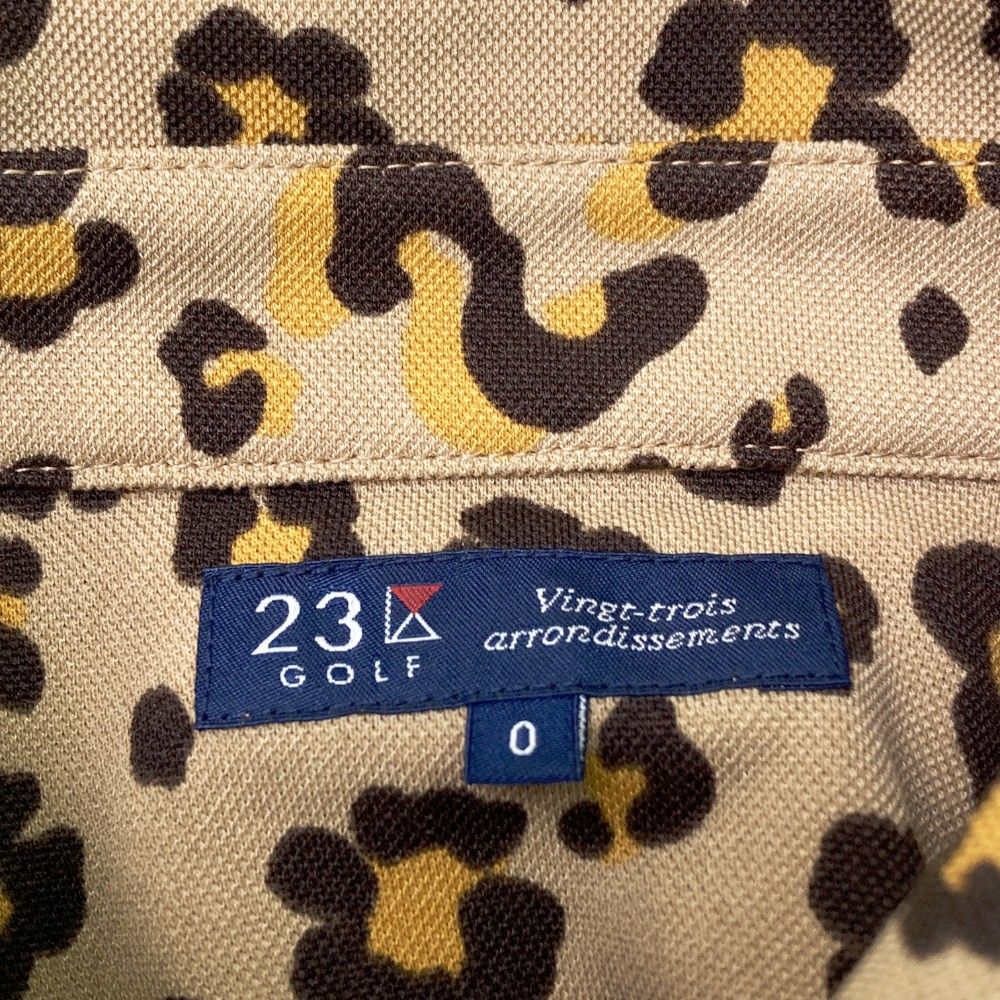 23
GOLF
Vingt-trois
arrondissements
0